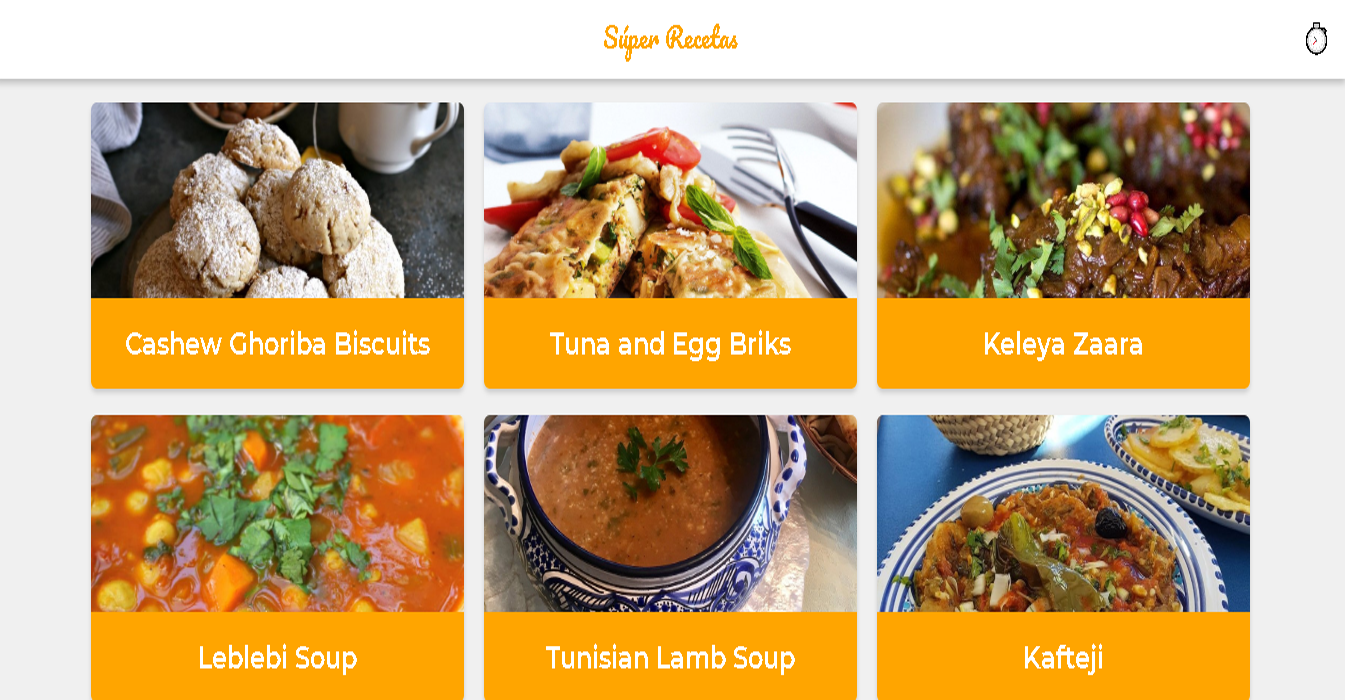 Súper Recetas
Cashew Ghoriba Biscuits
Tuna and Egg Briks
Keleya Zaara
Leblebi Soup
Tunisian Lamb Soup
Kafteji